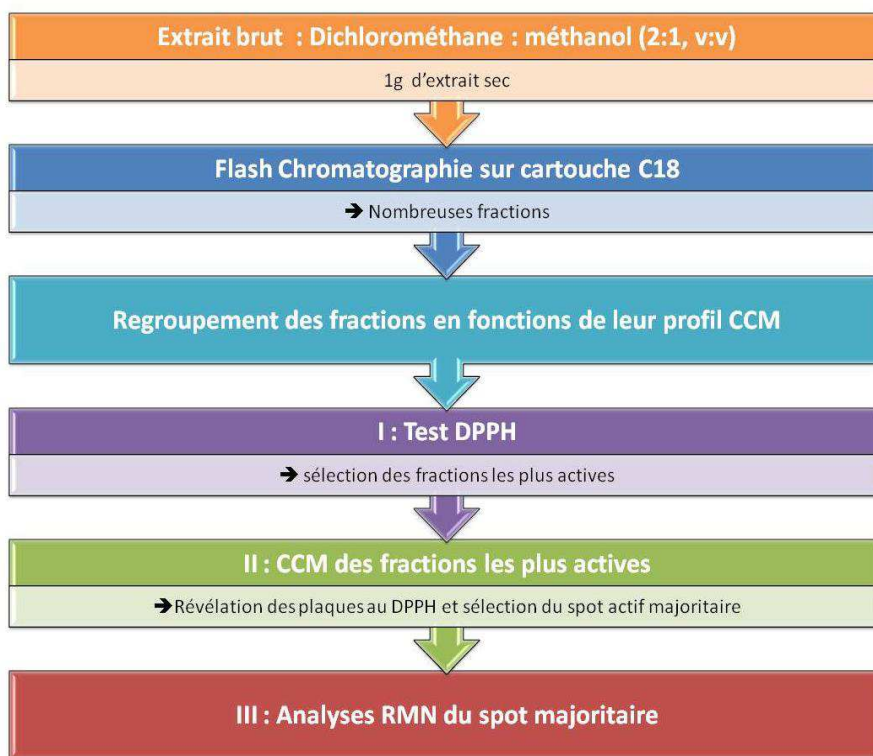 Extrait brut : Dichlorométhane : méthanol (2:1, v:v)
1g d'extrait sec
Flash Chromatographie sur cartouche C18
➔ Nombreuses fractions
Regroupement des fractions en fonctions de leur profil CCM
I : Test DPPH
➔ sélection des fractions les plus actives
II : CCM des fractions les plus actives
➔Révélation des plaques au DPPH et sélection du spot actif majoritaire
III : Analyses RMN du spot majoritaire